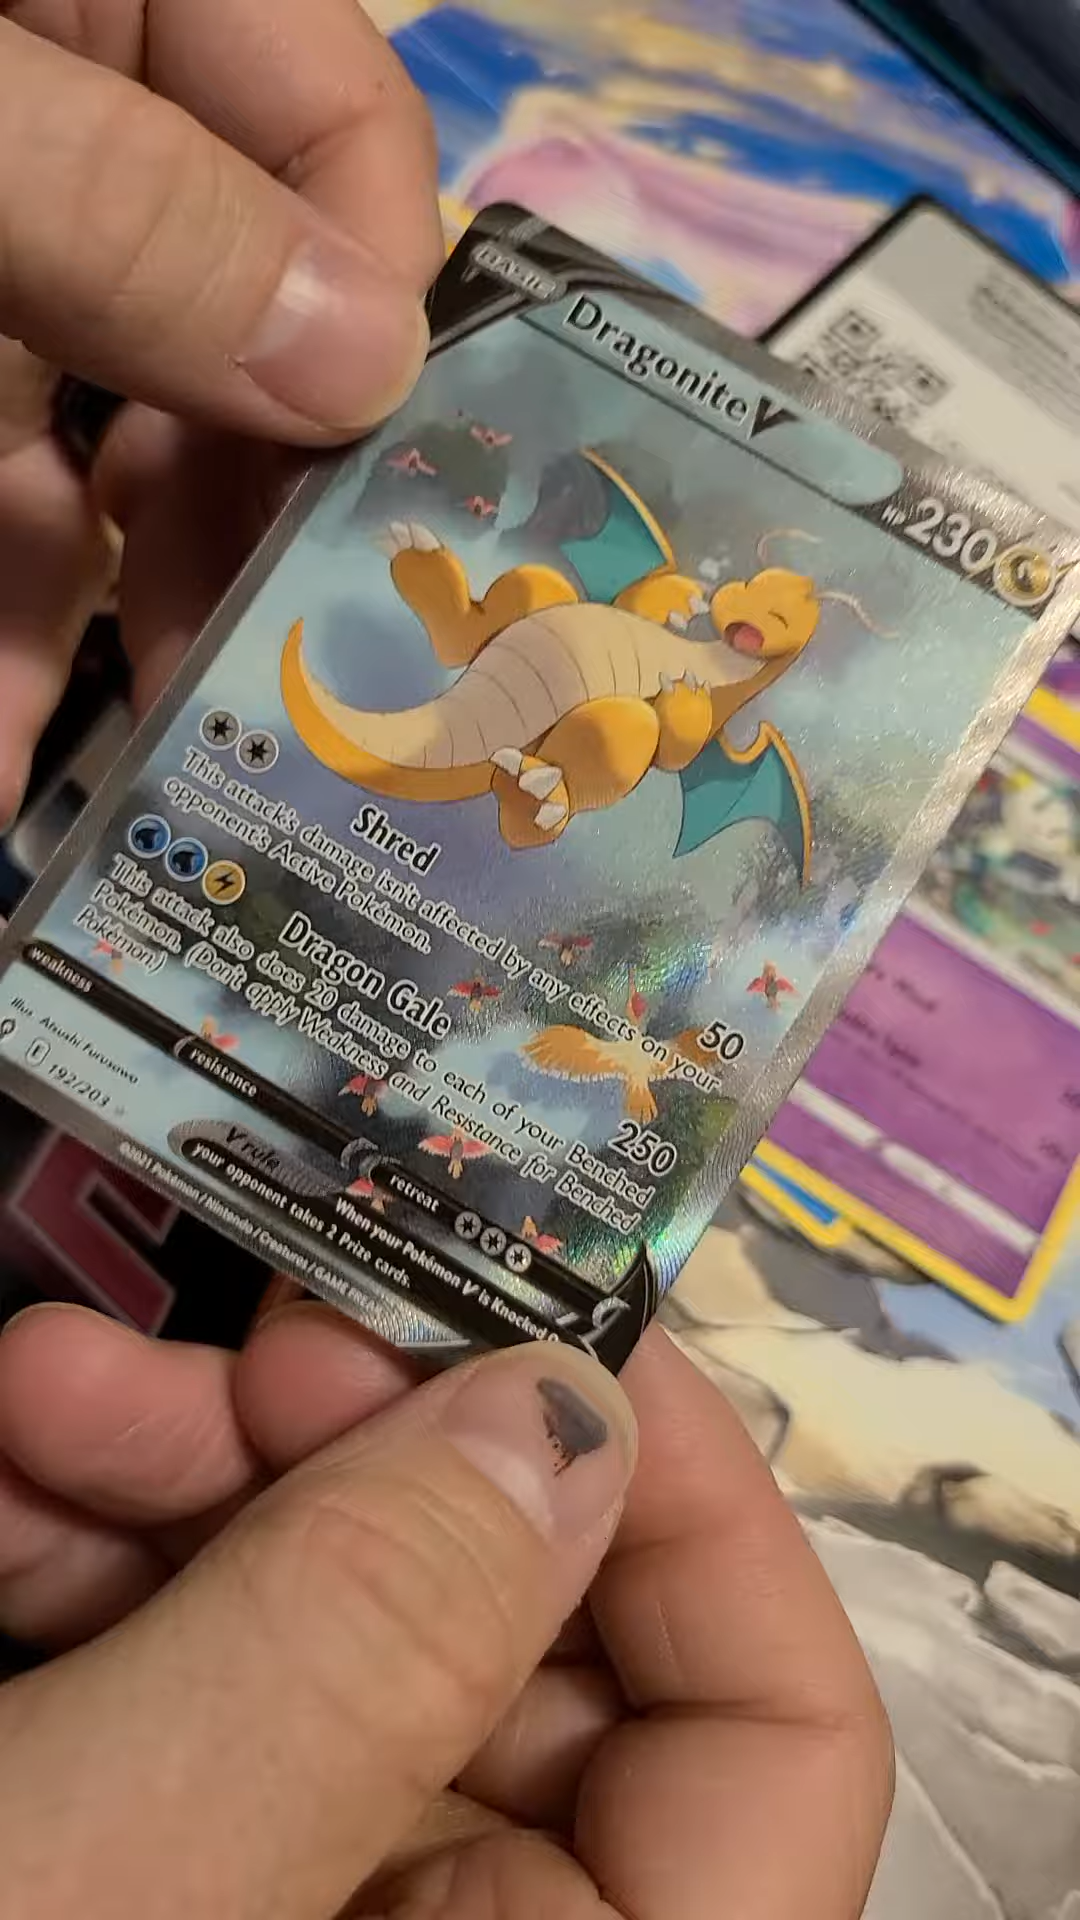 BASIC
Dragonite V
HP 230
Shred
50
This attack's damage isn't affected by any effects on your
opponent's Active Pokémon.
Dragon Gale
250
This attack also does 20 damage to each of your Benched
Pokémon. (Don't apply Weakness and Resistance for Benched
Pokémon.)
weakness
resistance
retreat
Illus. Atsushi Furusawa
E 192/203
V rule
When your Pokémon V is Knocked
your opponent takes 2 Prize cards.
©2021 Pokémon / Nintendo / Creatures / GAME FREAK